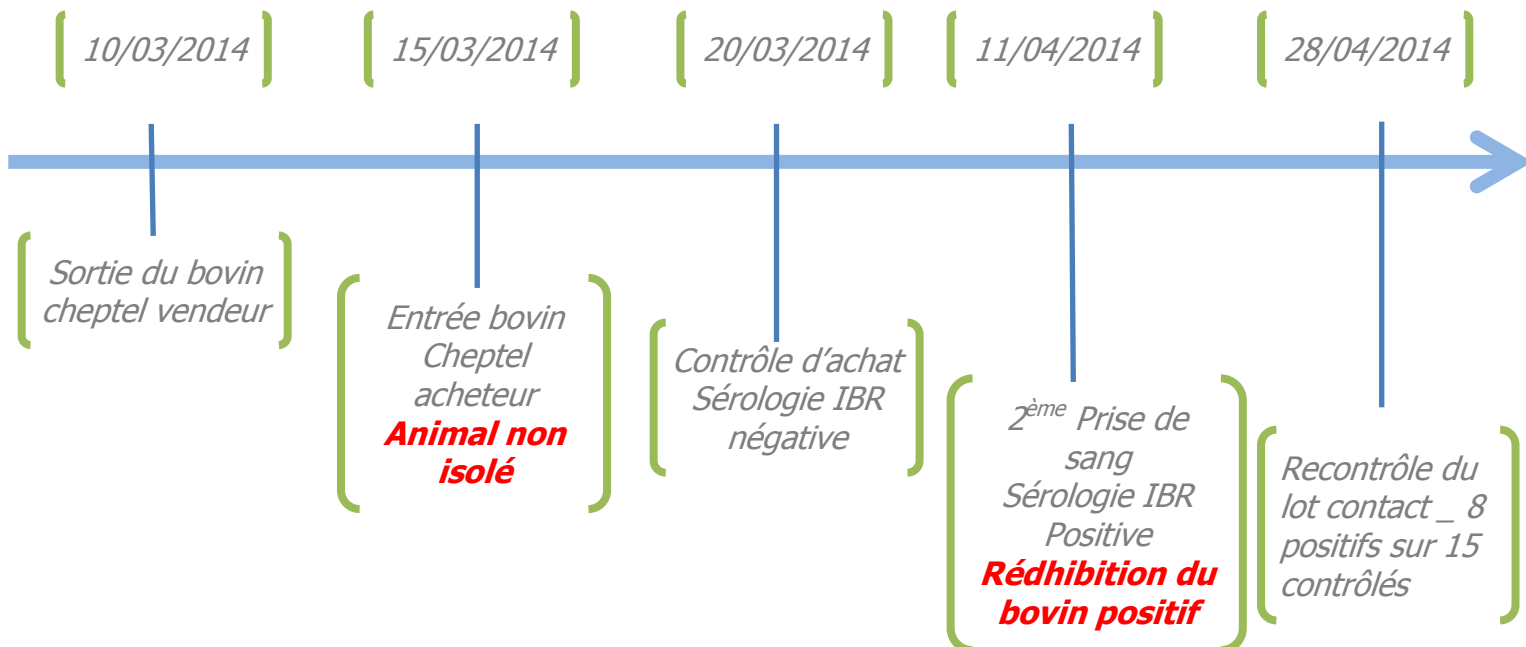 10/03/2014
15/03/2014
20/03/2014
11/04/2014
28/04/2014
Sortie du bovin
cheptel vendeur
Entrée bovin
Cheptel
acheteur
Animal non
isolé
Contrôle d'achat
Sérologie IBR
négative
2ème Prise de
sang
Sérologie IBR
Positive
Rédhibition du
bovin positif
Recontrôle du
lot contact _ 8
positifs sur 15
contrôlés